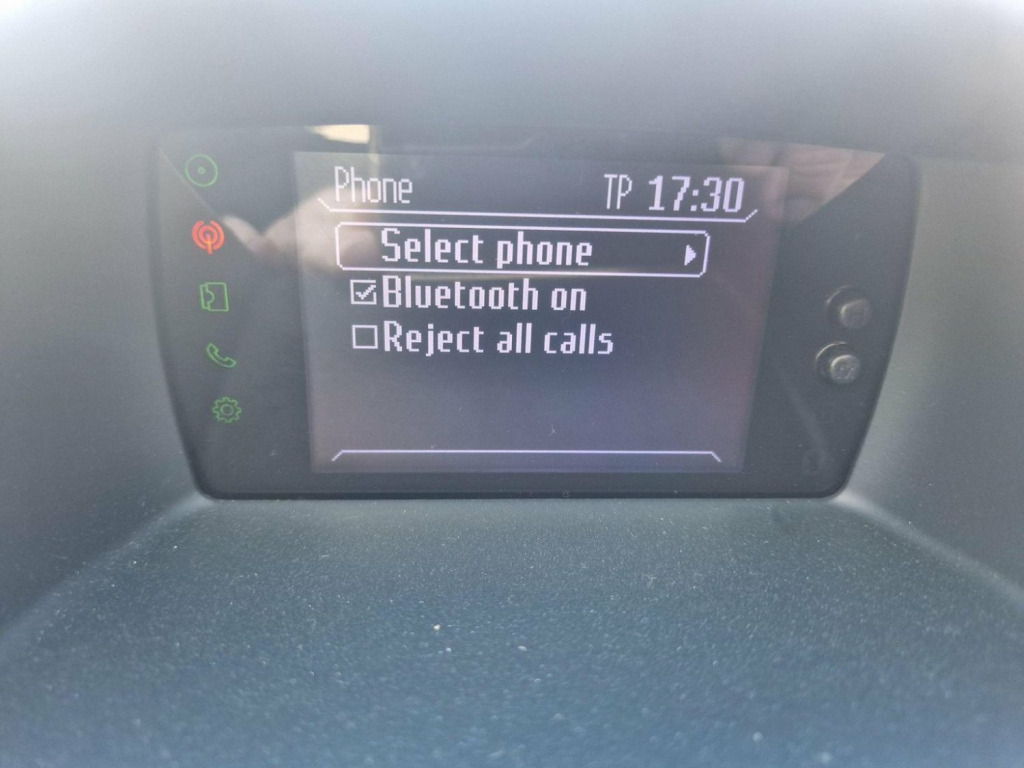 Phone TP 17:30
Select phone
Bluetooth on
Reject all calls